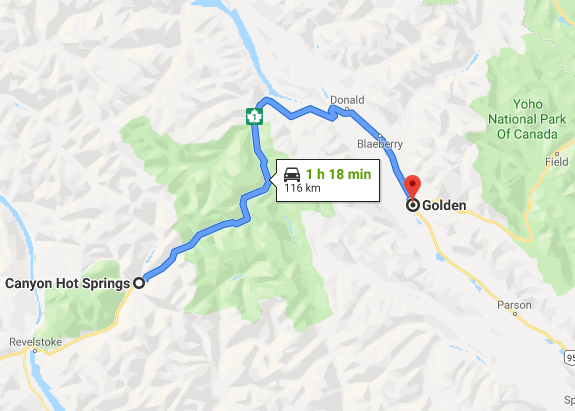 Donald
1
Blaeberry
Yoho
National Park
Of Canada
Field
1 h 18 min
116 km
Golden
Canyon Hot Springs
Parson
Revelstoke
95
Sp